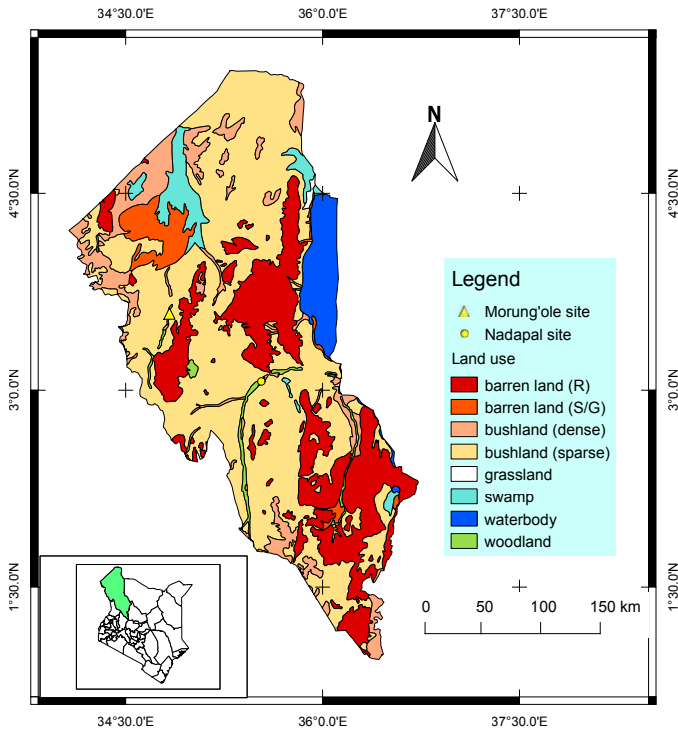 34°30.0'E 36°0.0'E 37°30.0'E
N
4°30.0'N 4°30.0'N
Legend
Morung'ole site
Nadapal site
Land use
3°0.0'N 3°0.0'N
barren land (R)
barren land (S/G)
bushland (dense)
bushland (sparse)
grassland
swamp
waterbody
woodland
1°30.0'N 1°30.0'N
0 50 100 150 km
34°30.0'E 36°0.0'E 37°30.0'E